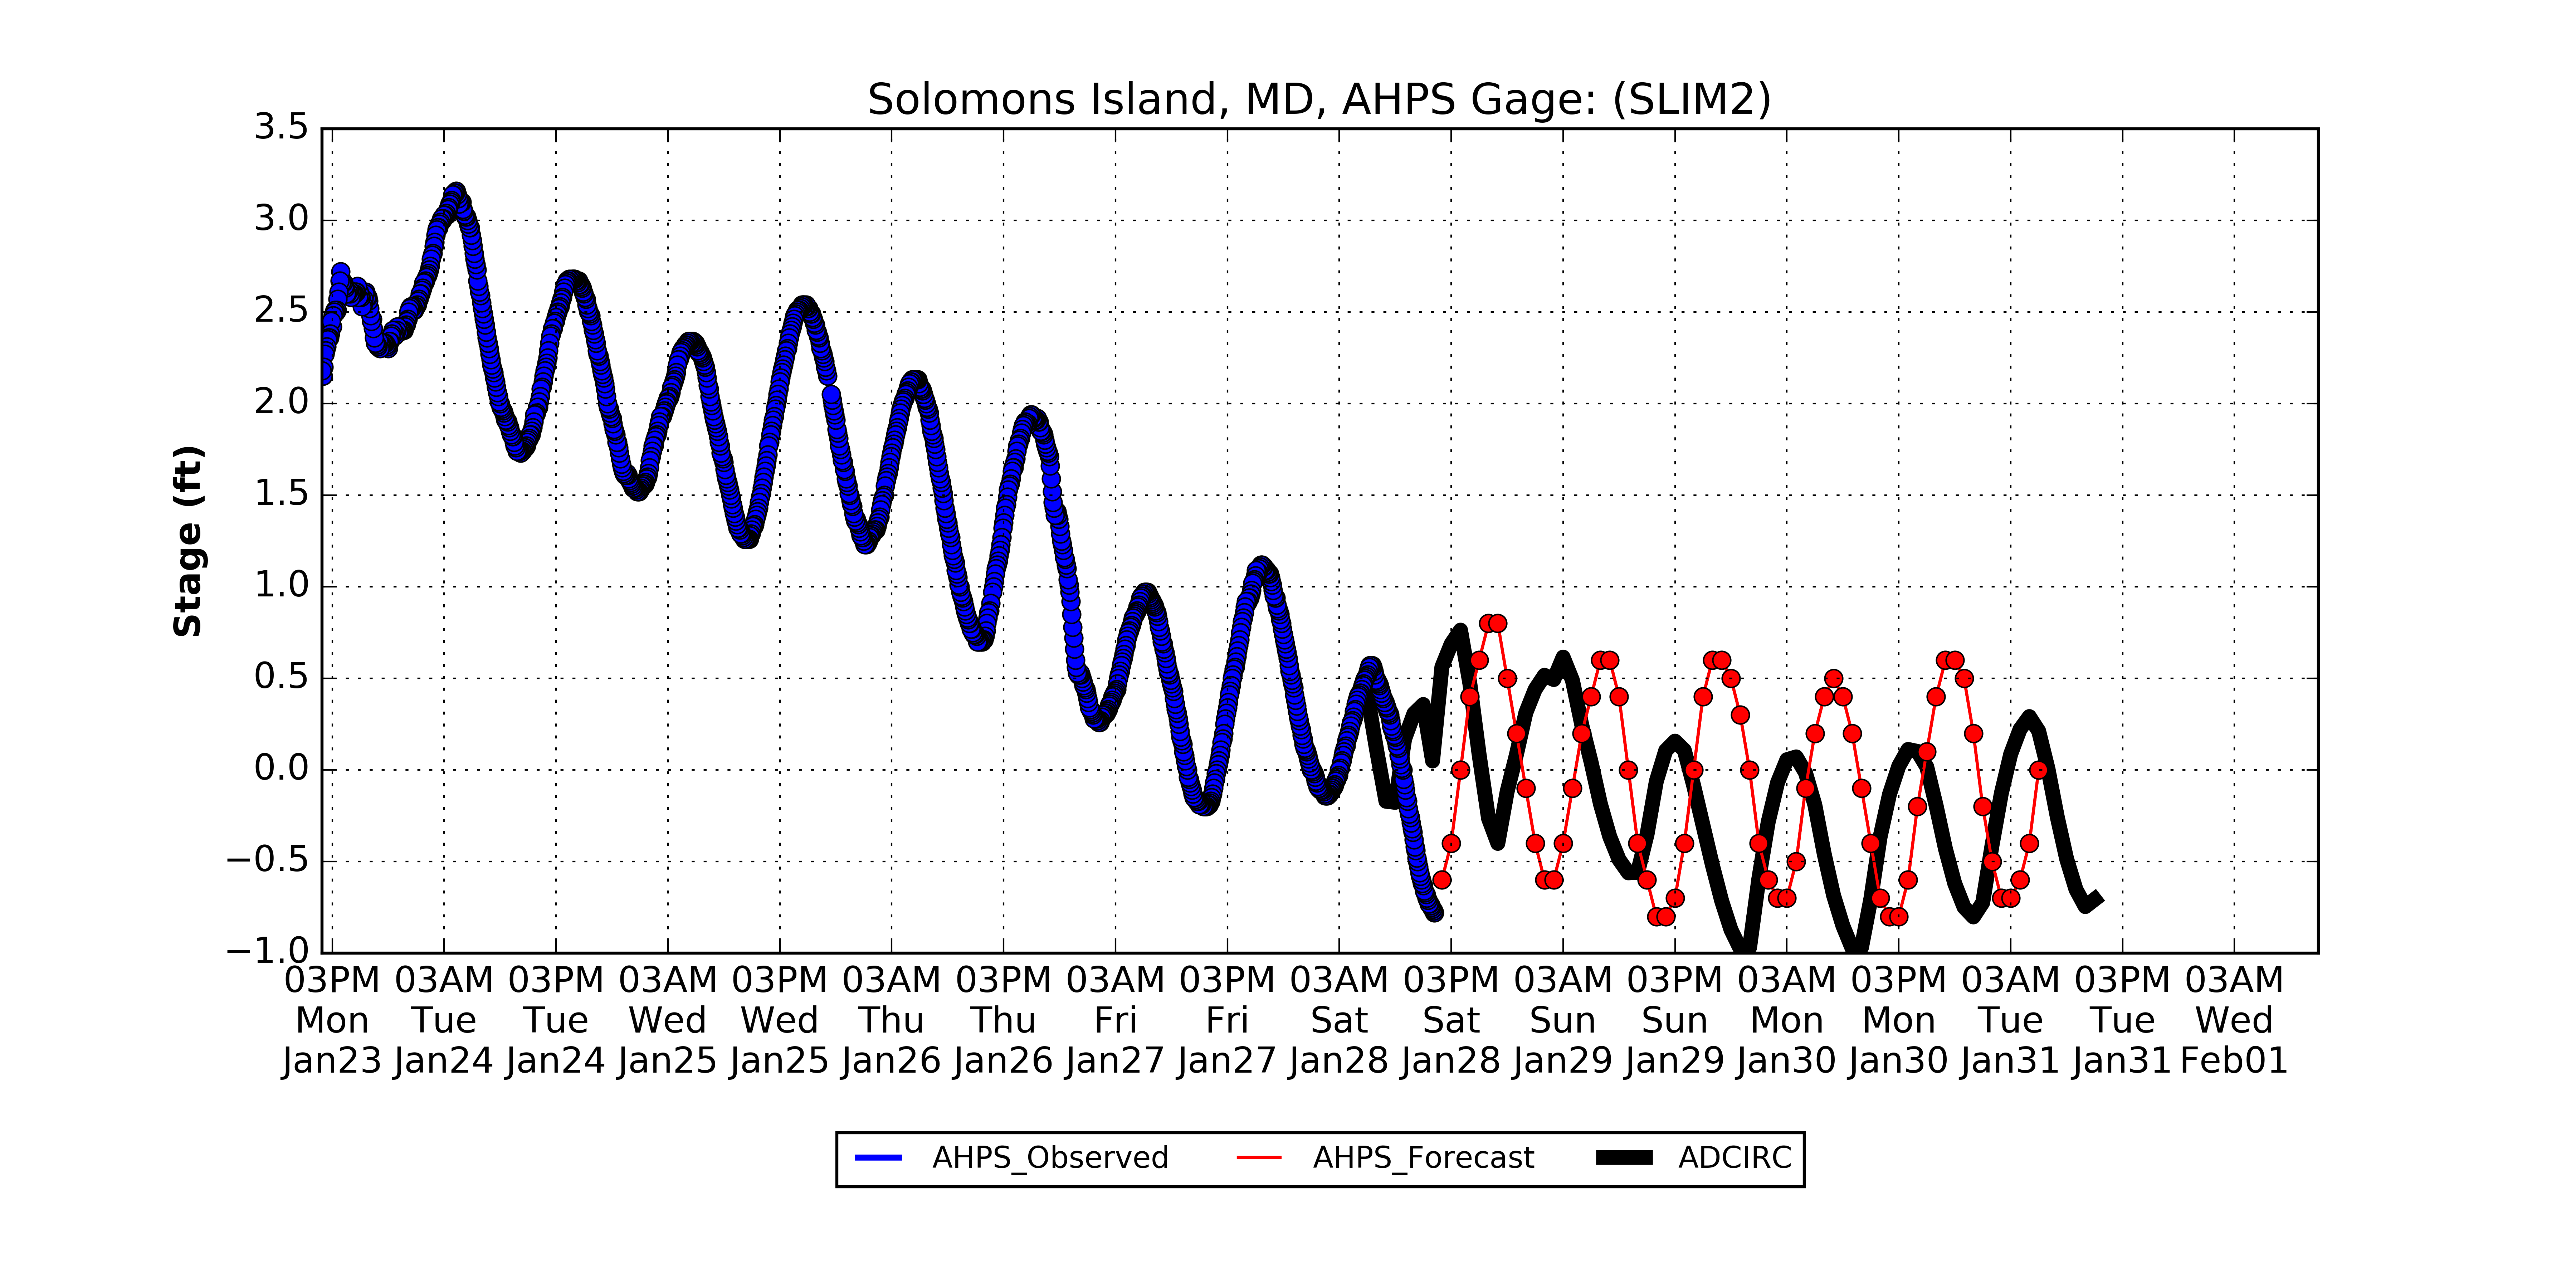 Solomons Island, MD, AHPS Gage: (SLIM2)
Stage (ft)
3.5
3.0
2.5
2.0
1.5
1.0
0.5
0.0
−0.5
−1.0
03PM 03AM 03PM 03AM 03PM 03AM 03PM 03AM 03PM 03AM 03PM 03AM 03PM 03AM 03PM 03AM 03PM 03AM
Mon Tue Tue Wed Wed Thu Thu Fri Fri Sat Sat Sun Sun Mon Mon Tue Tue Wed
Jan23 Jan24 Jan24 Jan25 Jan25 Jan26 Jan26 Jan27 Jan27 Jan28 Jan28 Jan29 Jan29 Jan30 Jan30 Jan31 Jan31 Feb01
AHPS_Observed AHPS_Forecast ADCIRC